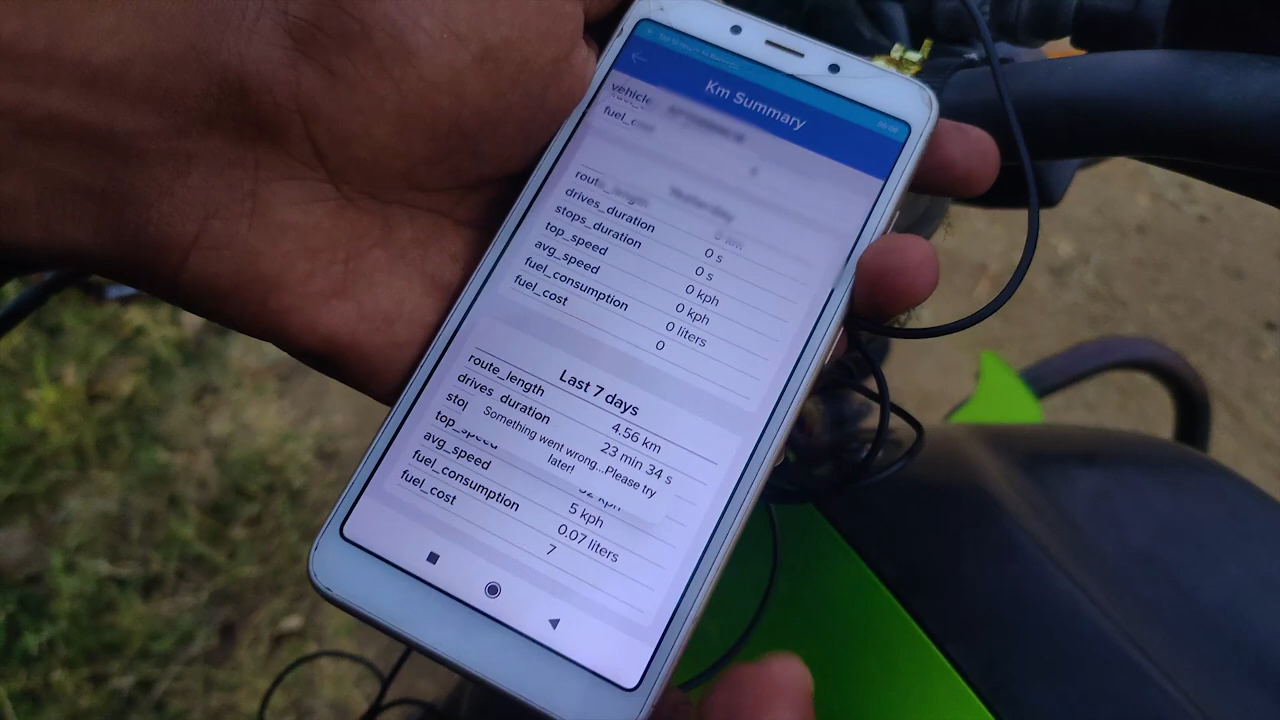 Km Summary
vehicle
drives_duration 0 s
stops_duration 0 s
top_speed 0 kph
avg_speed 0 kph
fuel_consumption 0 liters
fuel_cost 0
Last 7 days
route_length 4.56 km
drives_duration 23 min 34 s
Something went wrong...Please try
later!
top_speed
avg_speed 5 kph
fuel_consumption 0.07 liters
fuel_cost 7